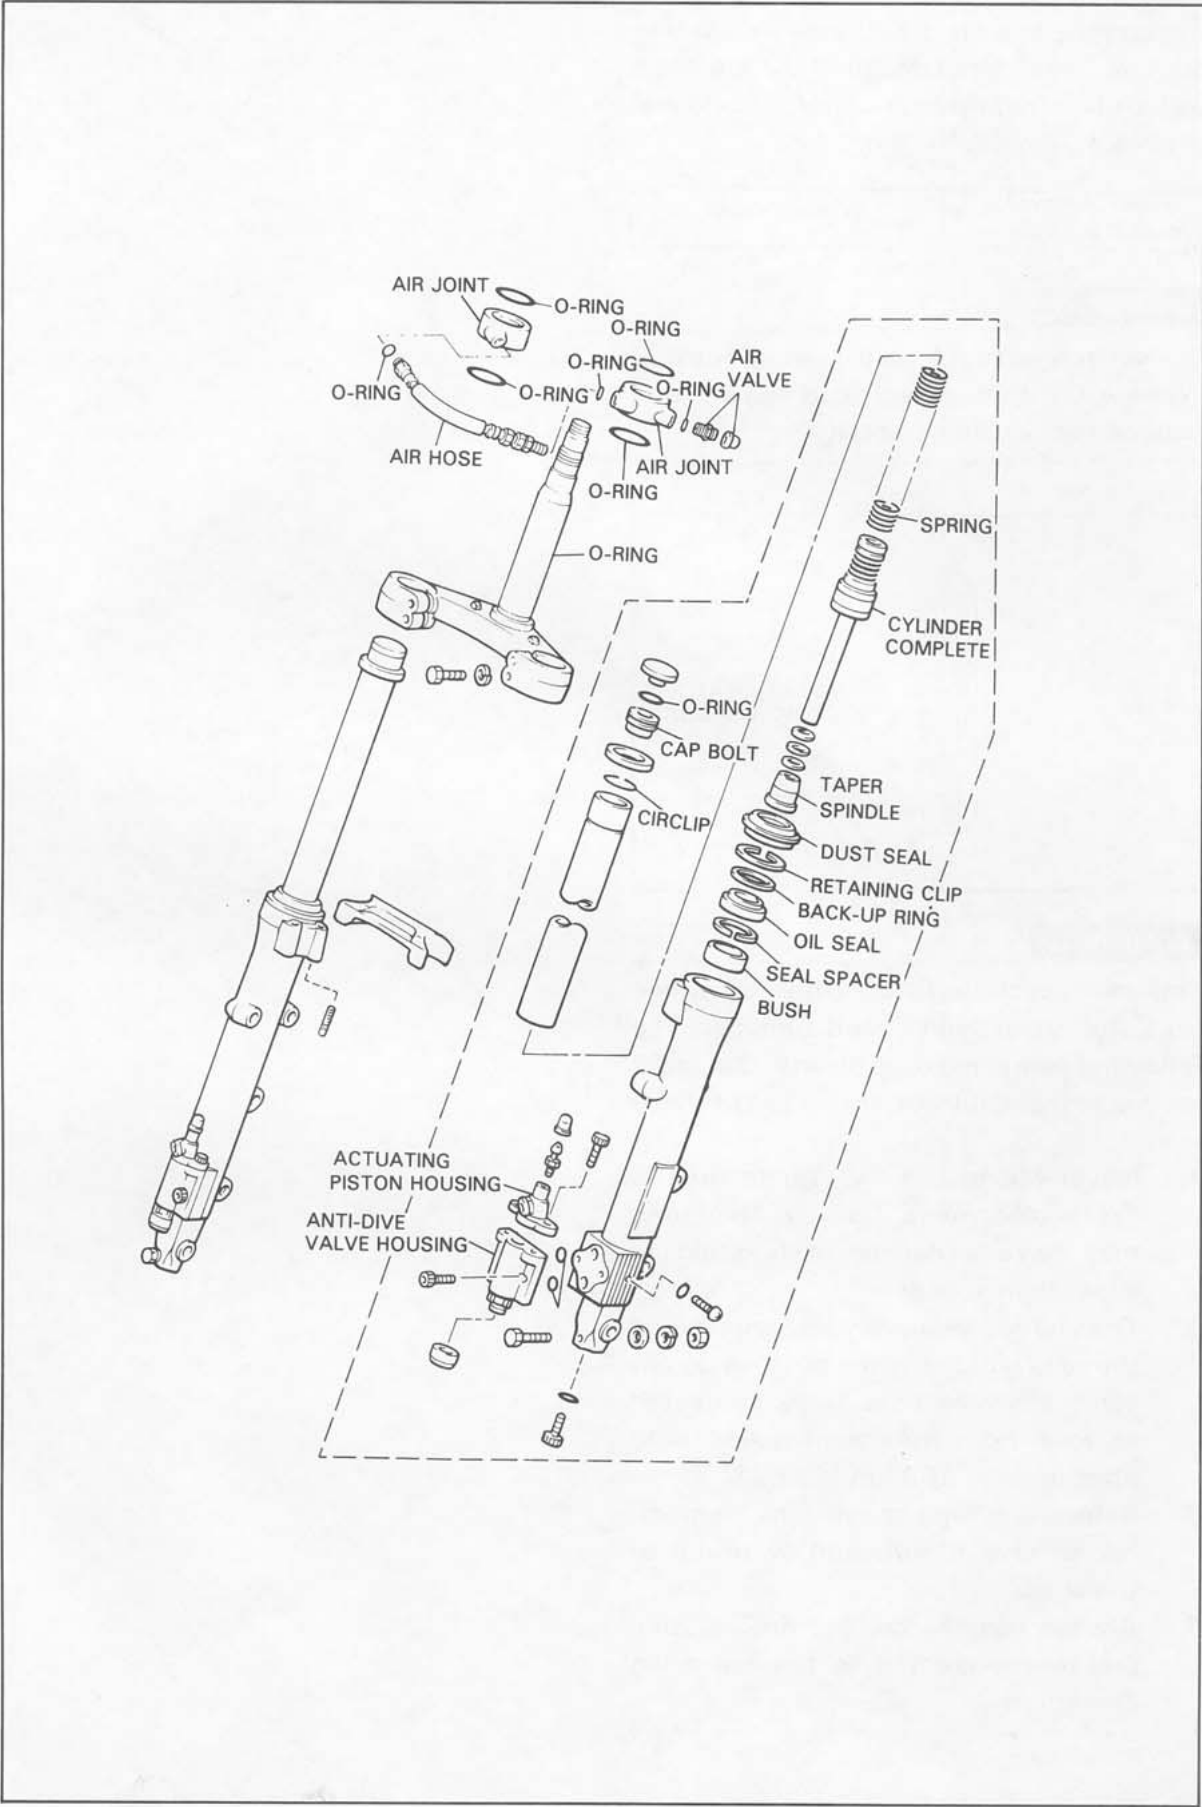 AIR JOINT
O-RING
O-RING
O-RING
AIR
VALVE
O-RING
O-RING
O-RING
AIR HOSE
AIR JOINT
O-RING
SPRING
O-RING
CYLINDER
COMPLETE
O-RING
CAP BOLT
TAPER
SPINDLE
CIRCLIP
DUST SEAL
RETAINING CLIP
BACK-UP RING
OIL SEAL
SEAL SPACER
BUSH
ACTUATING
PISTON HOUSING
ANTI-DIVE
VALVE HOUSING